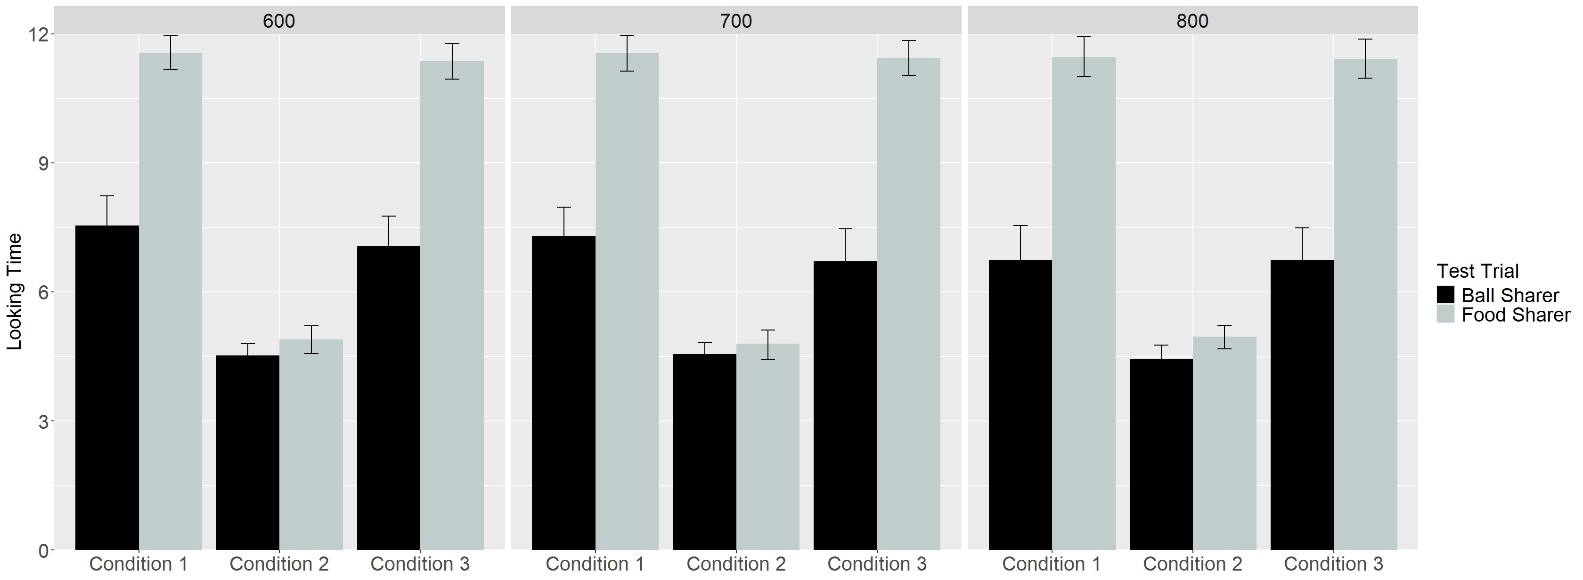 600 700 800
12
9
6
3
0
Looking Time
Condition 1 Condition 2 Condition 3 Condition 1 Condition 2 Condition 3 Condition 1 Condition 2 Condition 3
Test Trial
Ball Sharer
Food Sharer